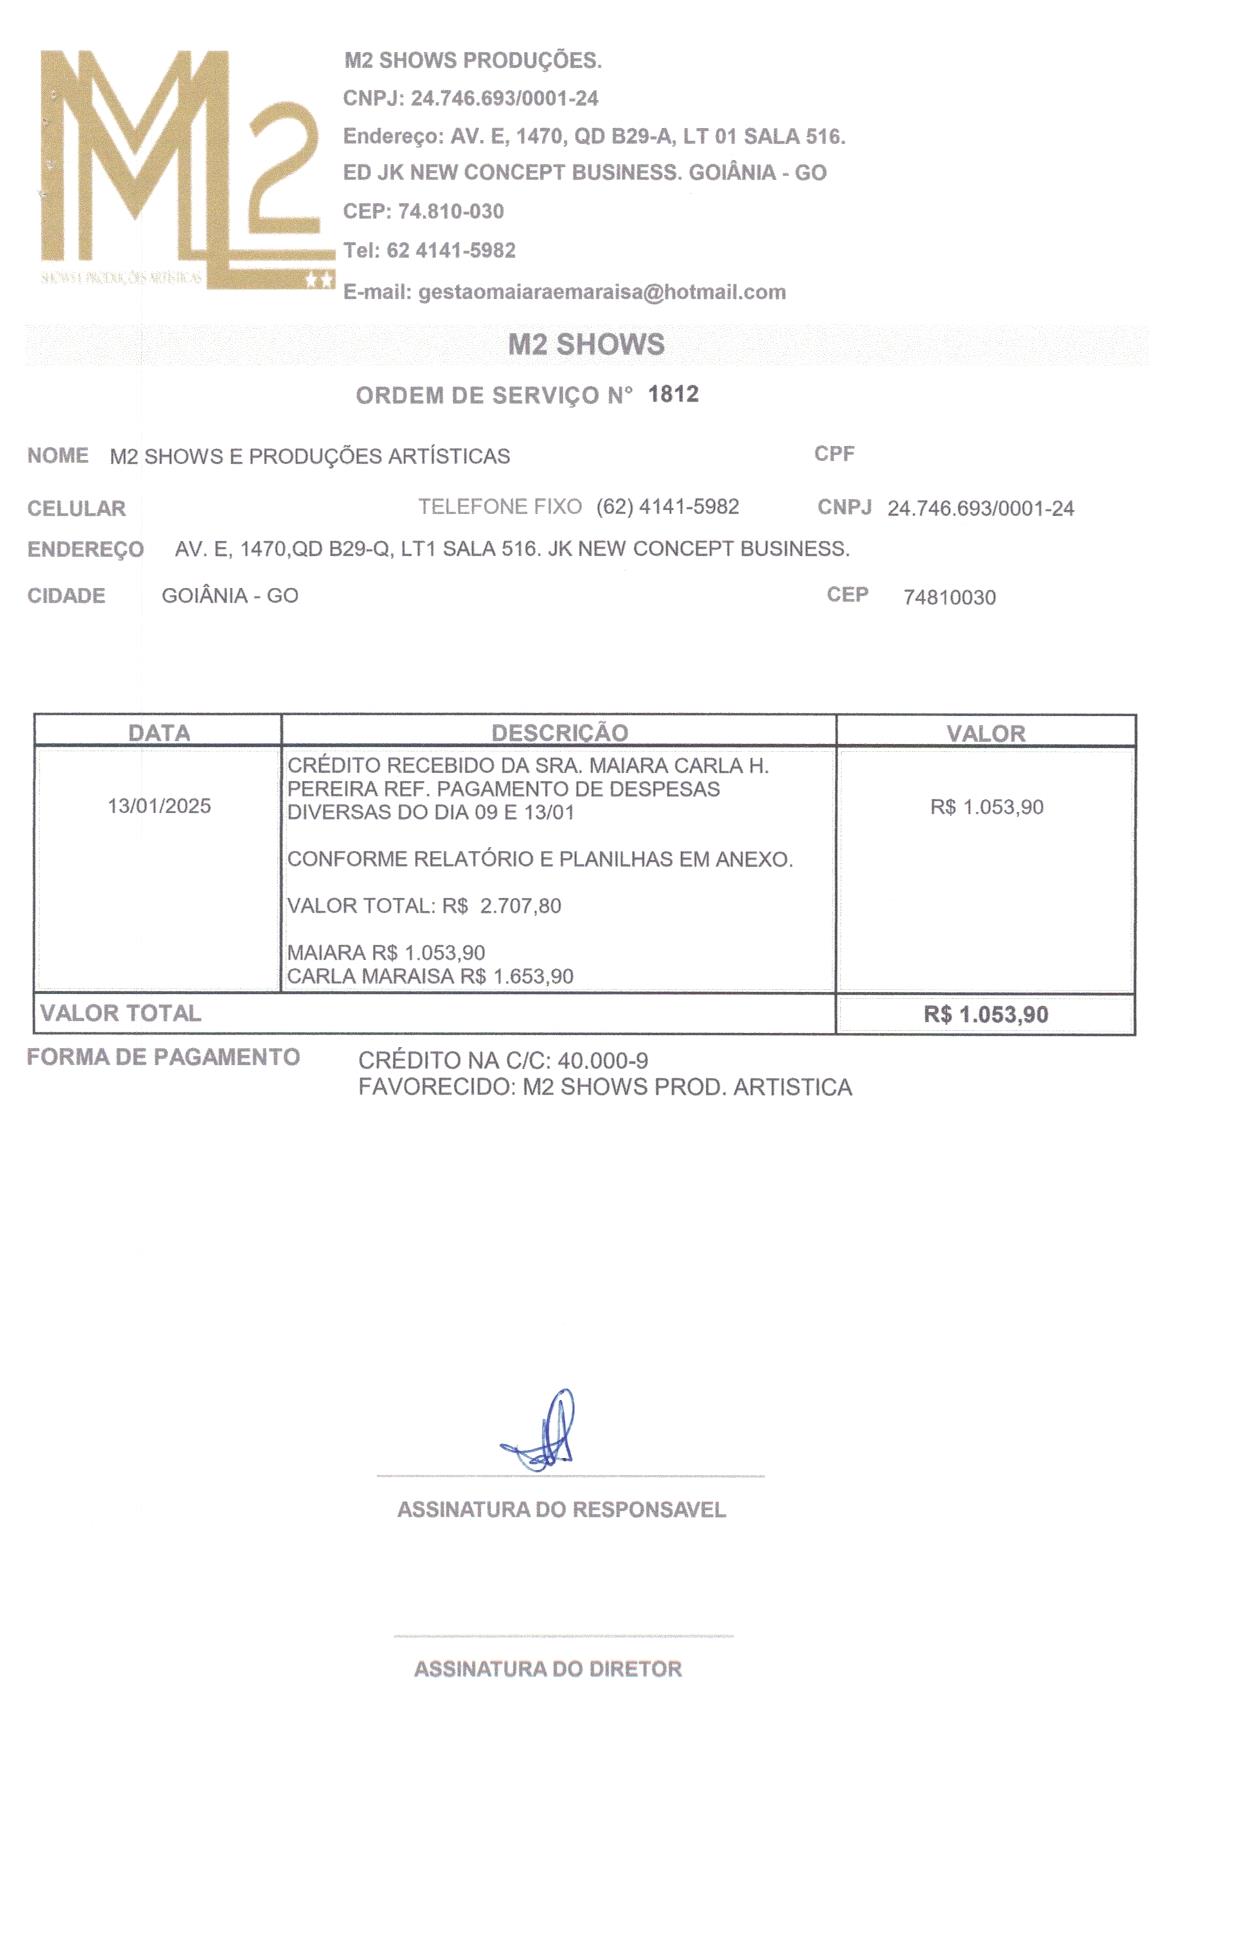 M2
SHOWS E PRODUÇÕES ARTÍSTICAS
M2 SHOWS PRODUÇÕES.
CNPJ: 24.746.693/0001-24
Endereço: AV. E, 1470, QD B29-A, LT 01 SALA 516.
ED JK NEW CONCEPT BUSINESS. GOIÂNIA - GO
CEP: 74.810-030
Tel: 62 4141-5982
E-mail: gestaomaiaraemaraisa@hotmail.com
M2 SHOWS
ORDEM DE SERVIÇO N° 1812
NOME M2 SHOWS E PRODUÇÕES ARTÍSTICAS CPF
CELULAR TELEFONE FIXO (62) 4141-5982 CNPJ 24.746.693/0001-24
ENDEREÇO AV. E, 1470,QD B29-Q, LT1 SALA 516. JK NEW CONCEPT BUSINESS.
CIDADE GOIÂNIA - GO CEP 74810030
DATA DESCRIÇÃO VALOR
CRÉDITO RECEBIDO DA SRA. MAIARA CARLA H.
PEREIRA REF. PAGAMENTO DE DESPESAS
13/01/2025 DIVERSAS DO DIA 09 E 13/01 R$ 1.053,90
CONFORME RELATÓRIO E PLANILHAS EM ANEXO.
VALOR TOTAL: R$ 2.707,80
MAIARA R$ 1.053,90
CARLA MARAISA R$ 1.653,90
VALOR TOTAL R$ 1.053,90
FORMA DE PAGAMENTO CRÉDITO NA C/C: 40.000-9
FAVORECIDO: M2 SHOWS PROD. ARTISTICA
ASSINATURA DO RESPONSAVEL
ASSINATURA DO DIRETOR